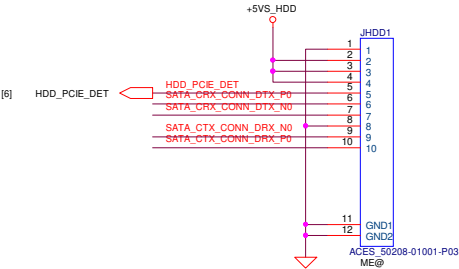 +5VS_HDD
JHDD1
1 1
2 2
3 3
4 4
HDD_PCIE_DET
[6] HDD_PCIE_DET
5 5
SATA_CRX_CONN_DTX_P0
6 6
SATA_CRX_CONN_DTX_N0
7 7
8 8
SATA_CTX_CONN_DRX_N0
9 9
SATA_CTX_CONN_DRX_P0
10 10
11 GND1
12 GND2
ACES_50208-01001-P03
ME@